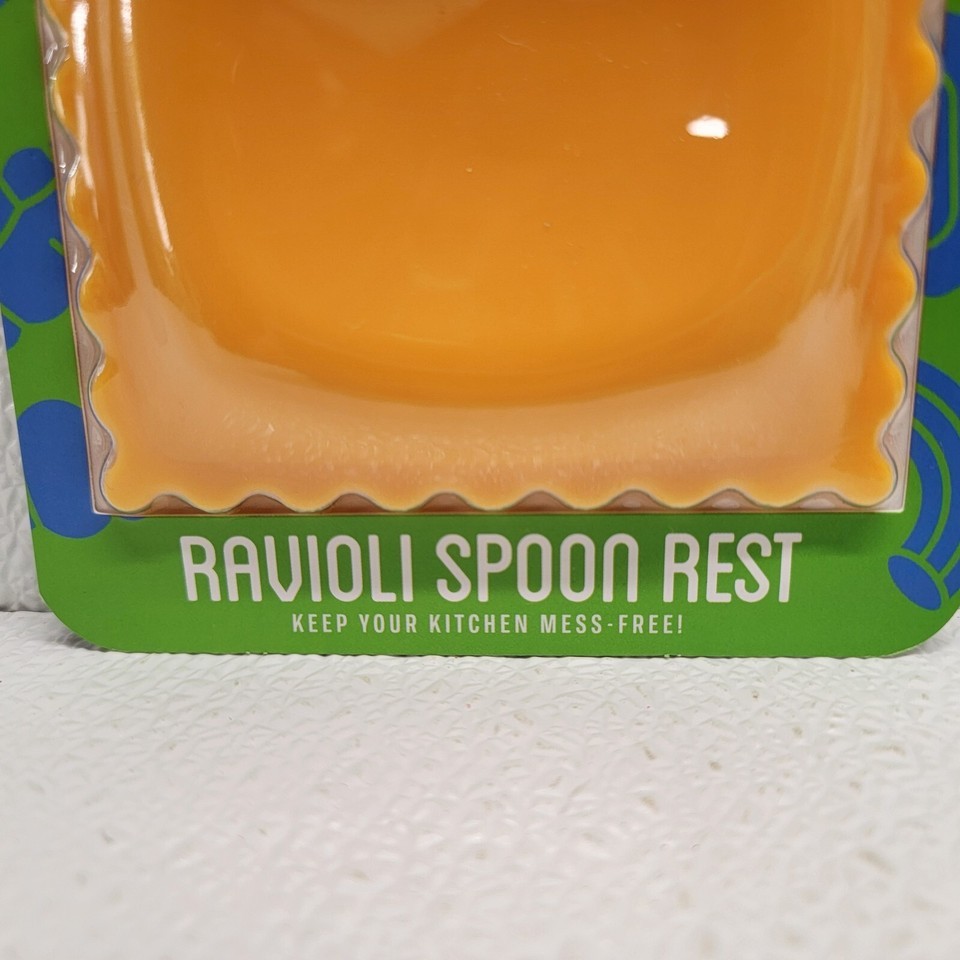 RAVIOLI SPOON REST
KEEP YOUR KITCHEN MESS-FREE!